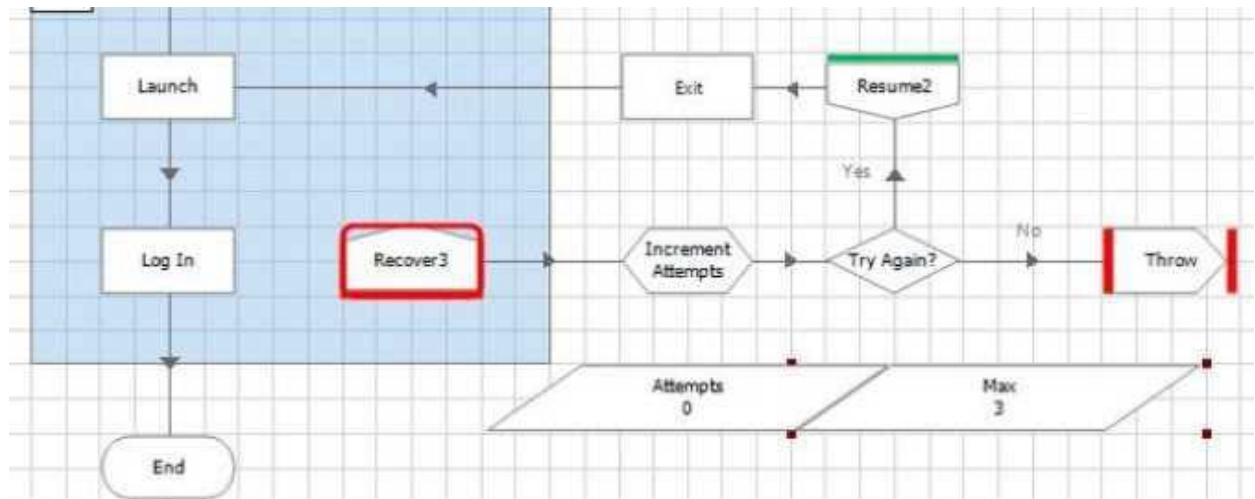 Launch
Exit
Resume2
Yes
Log In
Recover3
Increment
Attempts
Try Again?
No
Throw
Attempts
0
Max
3
End